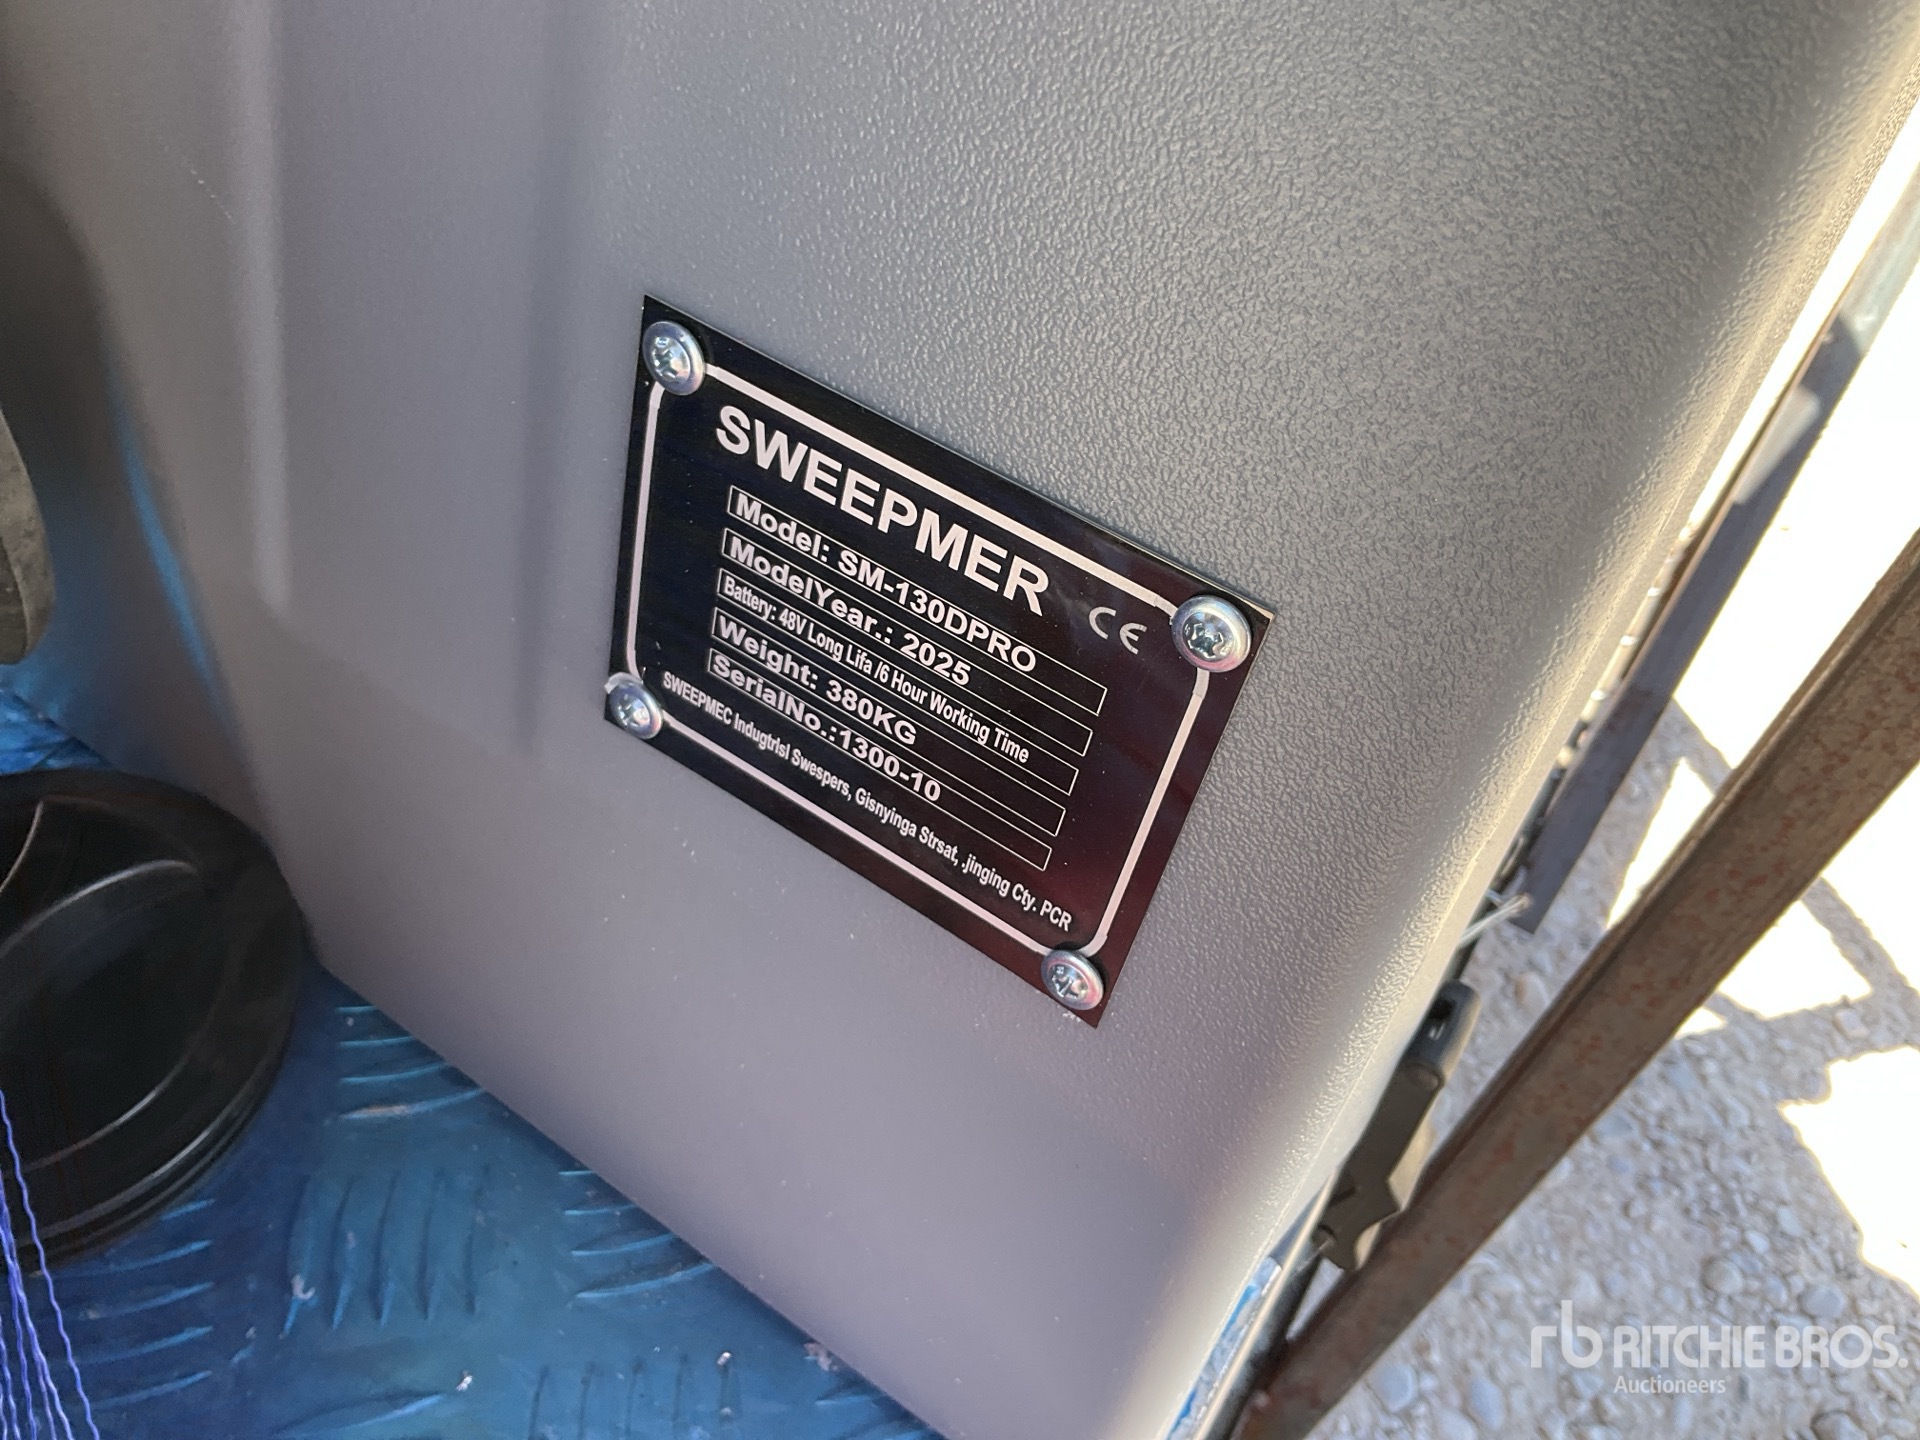 SWEEPMER
CE
Model: SM-130DPRO
ModelYear.: 2025
Battery: 48V Long Lifa /6 Hour Working Time
Weight: 380KG
SerialNo.:1300-10
SWEEPMEC Indugtrisl Swespers, Gisnyinga Strsat, .jinging Cty. PCR
rb RITCHIE BROS.
Auctioneers